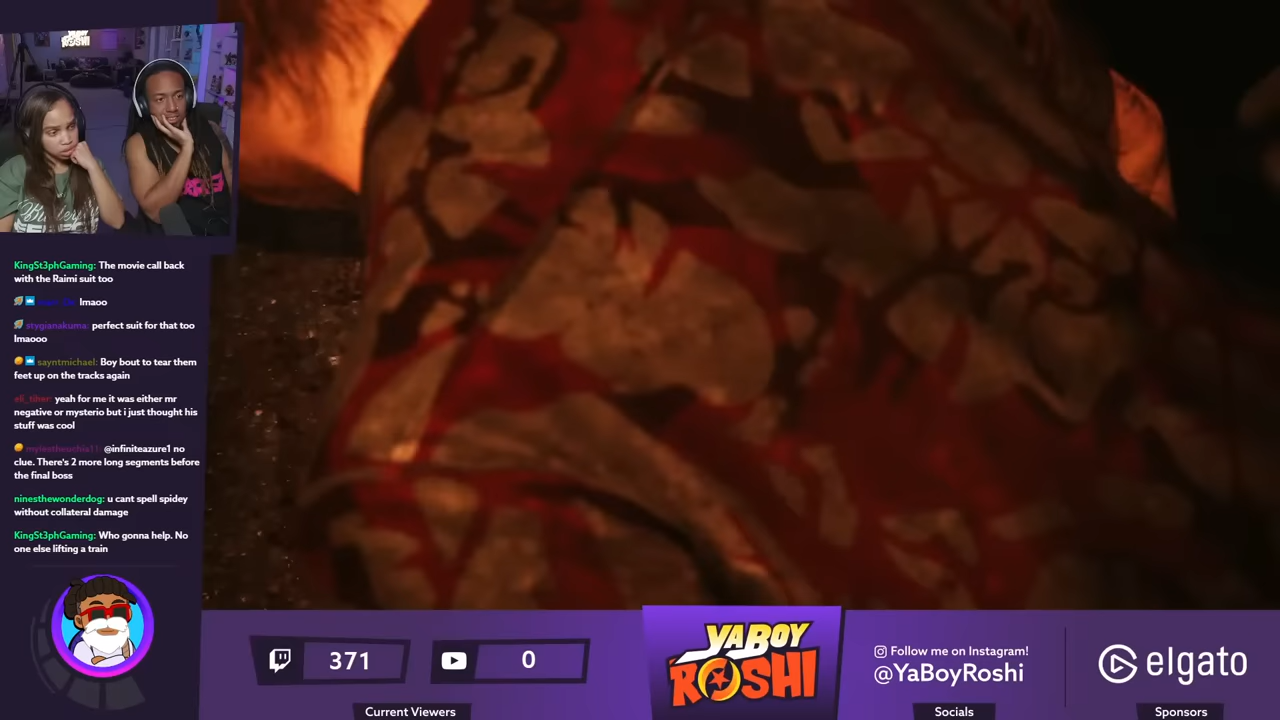 YABOY
ROSHI
KingSt3phGaming: The movie call back
with the Raimi suit too
lmaoo
stygianakuma: perfect suit for that too
lmaooo
sayntmichael: Boy bout to tear them
feet up on the tracks again
yeah for me it was either mr
negative or mysterio but i just thought his
stuff was cool
@infiniteazure1 no
clue. There's 2 more long segments before
the final boss
ninesthewonderdog: u cant spell spidey
without collateral damage
KingSt3phGaming: Who gonna help. No
one else lifting a train
371
0
Current Viewers
YABOY
ROSHI
Follow me on Instagram!
@YaBoyRoshi
Socials
elgato
Sponsors